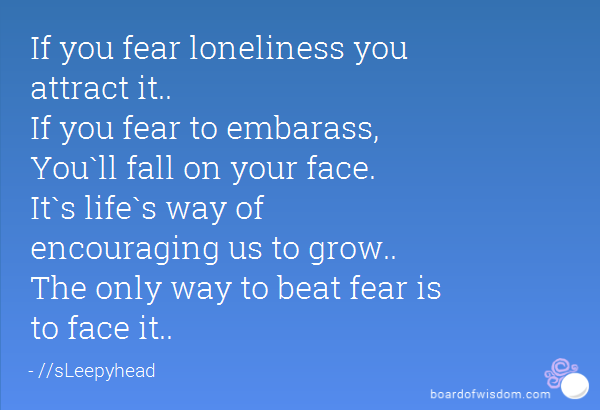 If you fear loneliness you
attract it..
If you fear to embarass,
You`ll fall on your face.
It`s life`s way of
encouraging us to grow..
The only way to beat fear is
to face it..
- //sLeepyhead
boardofwisdom.com